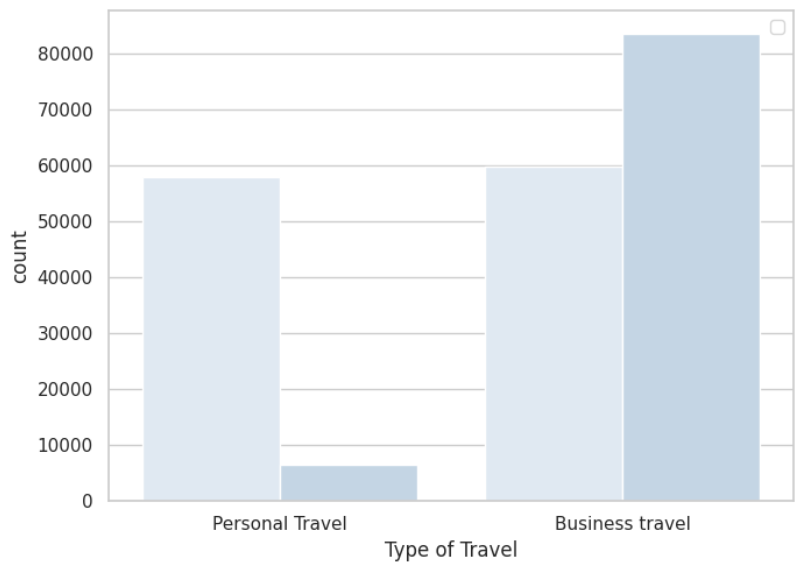 80000
70000
60000
50000
40000
30000
20000
10000
0
count
Personal Travel
Business travel
Type of Travel